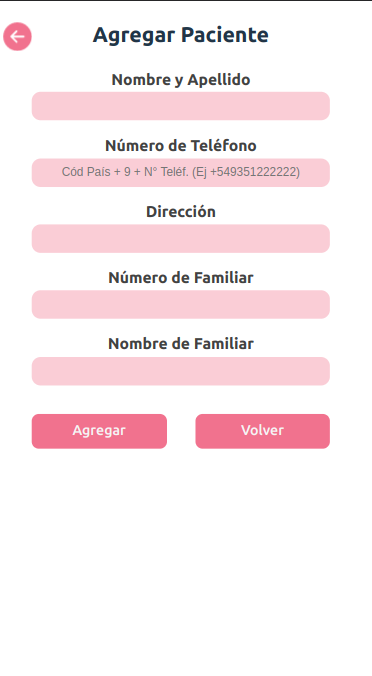 Agregar Paciente
Nombre y Apellido
Número de Teléfono
Cód País + 9 + N° Teléf. (Ej +549351222222)
Dirección
Número de Familiar
Nombre de Familiar
Agregar
Volver